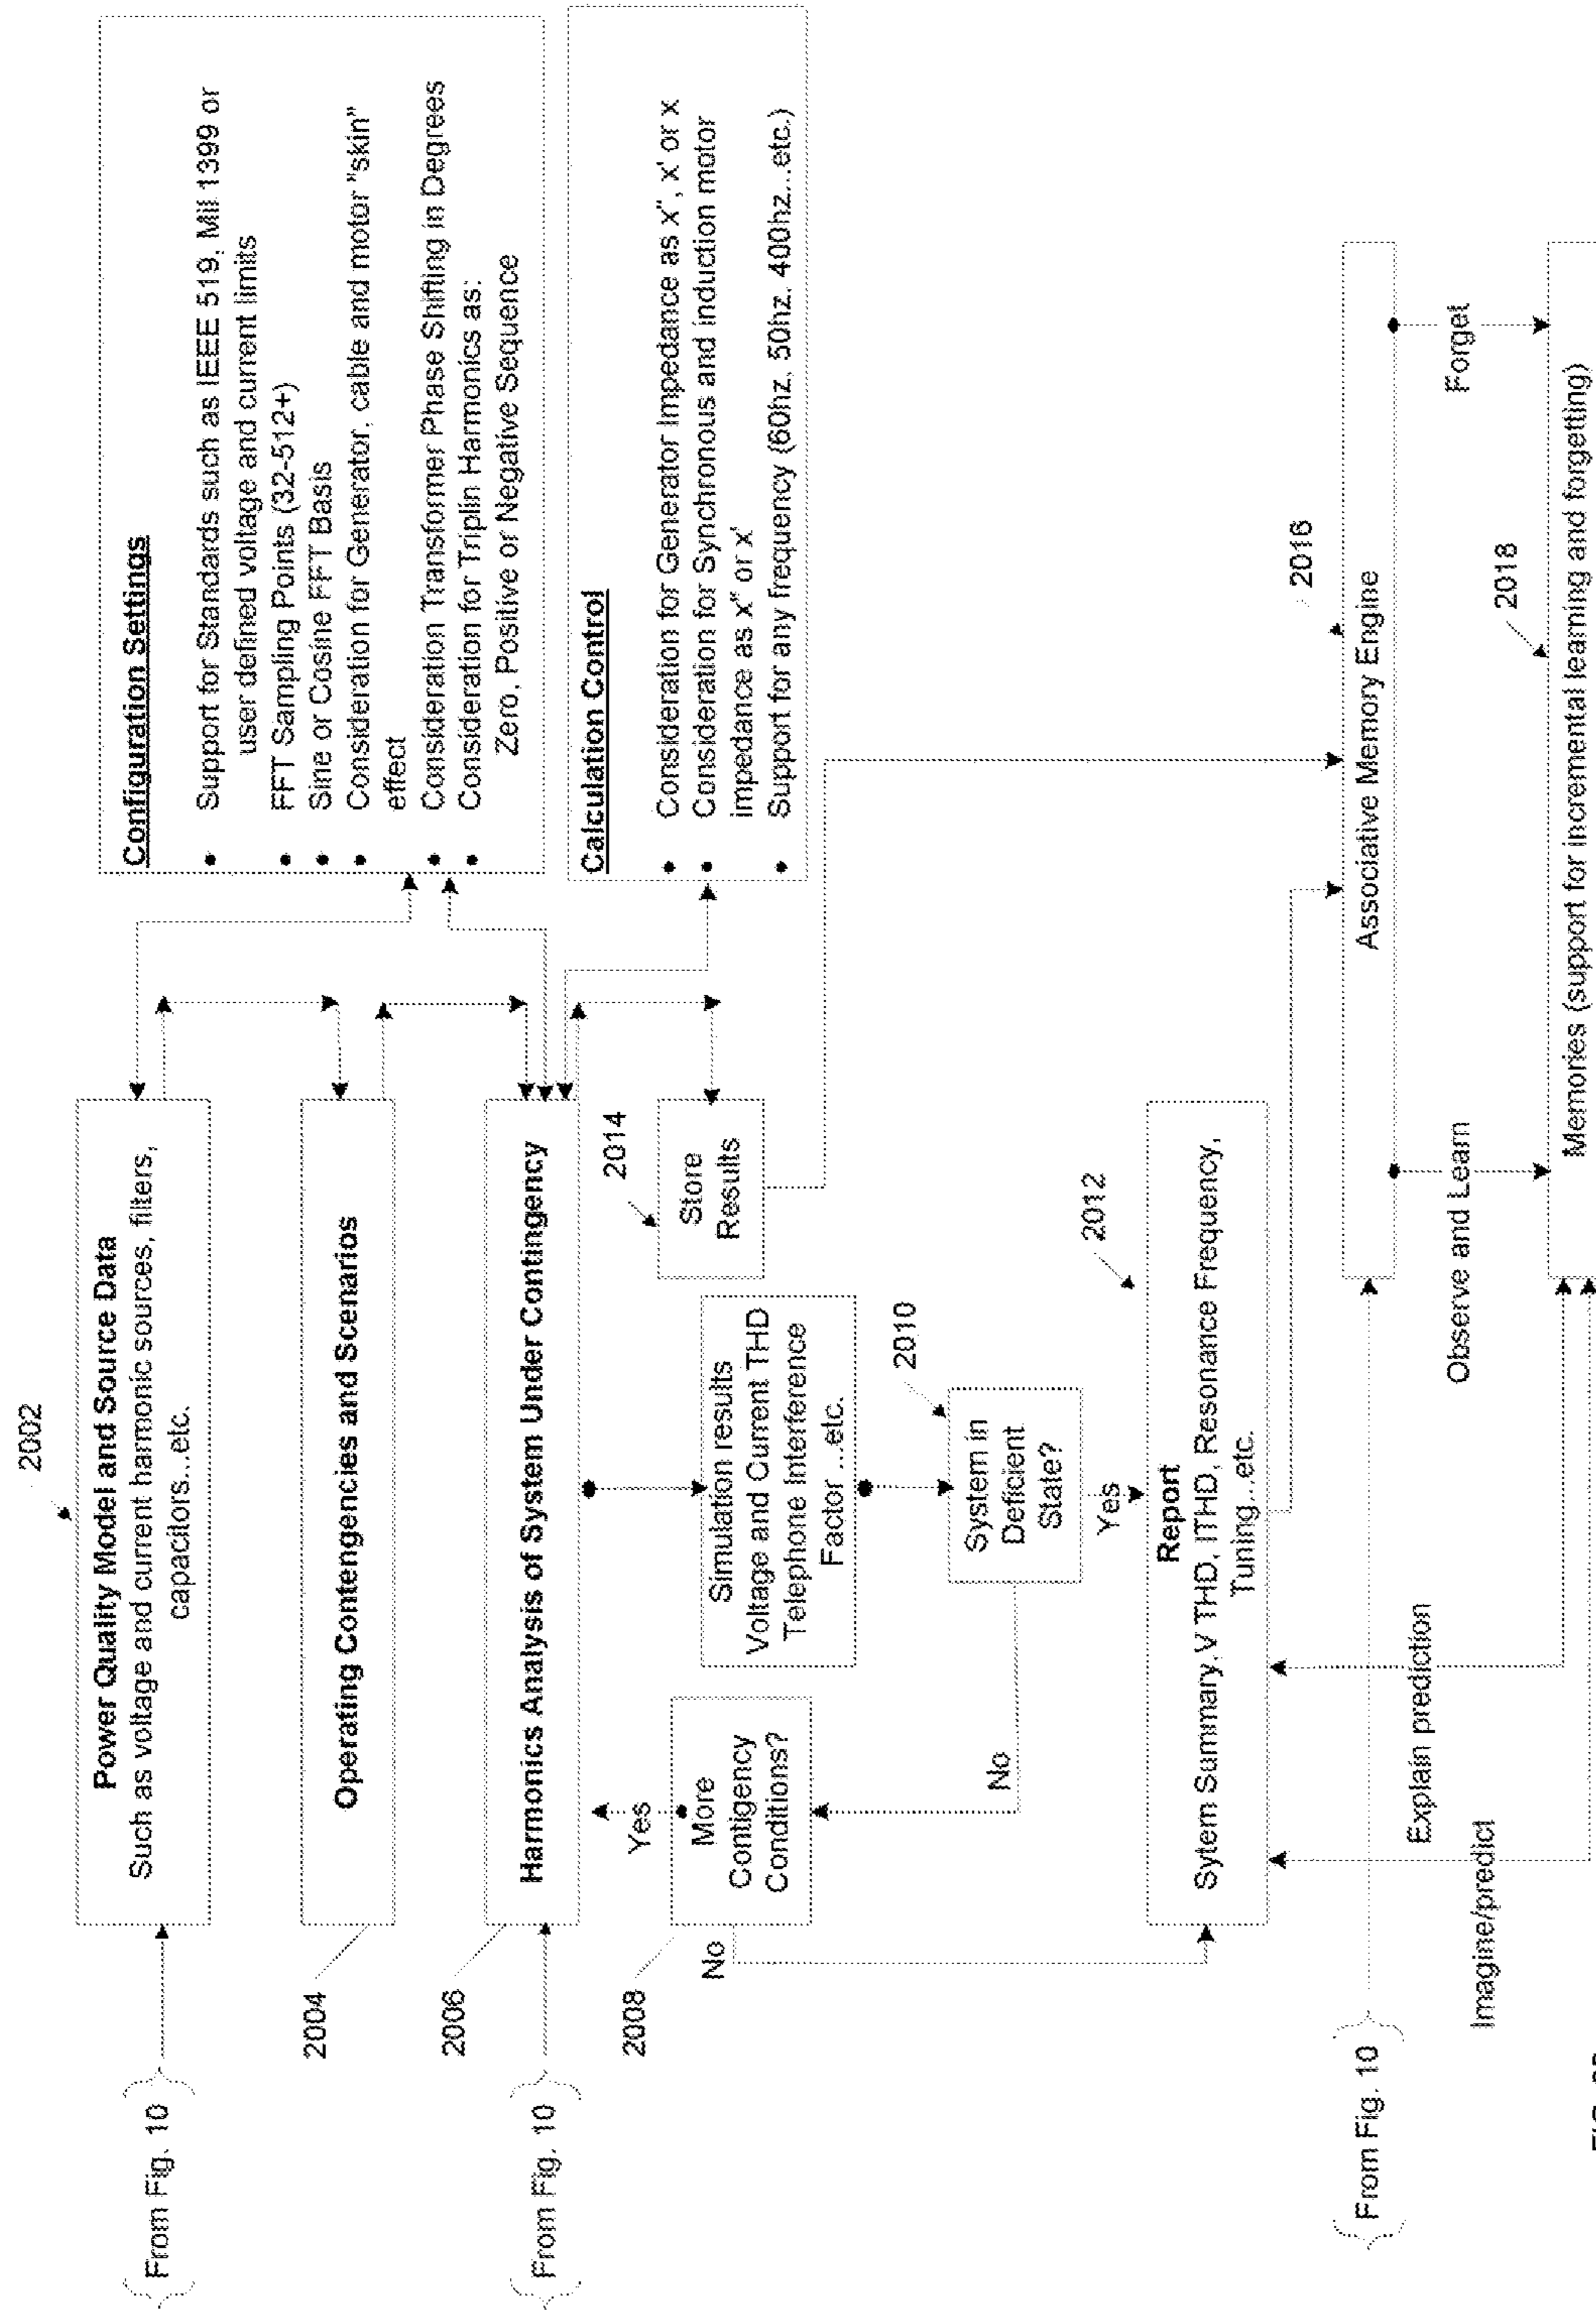 2002
Power Quality Model and Source Data
Such as voltage and current harmonic sources, filters,
capacitors...etc.
From Fig. 10
Configuration Settings
• Support for Standards such as IEEE 519, Mil 1399 or
user defined voltage and current limits
• FFT Sampling Points (32-512+)
• Sine or Cosine FFT Basis
• Consideration for Generator, cable and motor "skin"
effect
• Consideration Transformer Phase Shifting in Degrees
• Consideration for Triplin Harmonics as:
Zero, Positive or Negative Sequence
2004
Operating Contengencies and Scenarios
2006
Harmonics Analysis of System Under Contingency
From Fig. 10
Calculation Control
• Consideration for Generator Impedance as x", x' or x
• Consideration for Synchronous and induction motor
impedance as x" or x'
• Support for any frequency (60hz, 50hz, 400hz...etc.)
2008
More
Contigency
Conditions?
Yes
No
Simulation results
Voltage and Current THD
Telephone Interference
Factor ...etc.
2014
Store
Results
2010
System in
Deficient
State?
No
Yes
2012
Report
Sytem Summary,V THD, ITHD, Resonance Frequency,
Tuning...etc.
2016
From Fig. 10
Associative Memory Engine
Explain prediction
Imagine/predict
Observe and Learn
Forget
2018
Memories (support for incremental learning and forgetting)